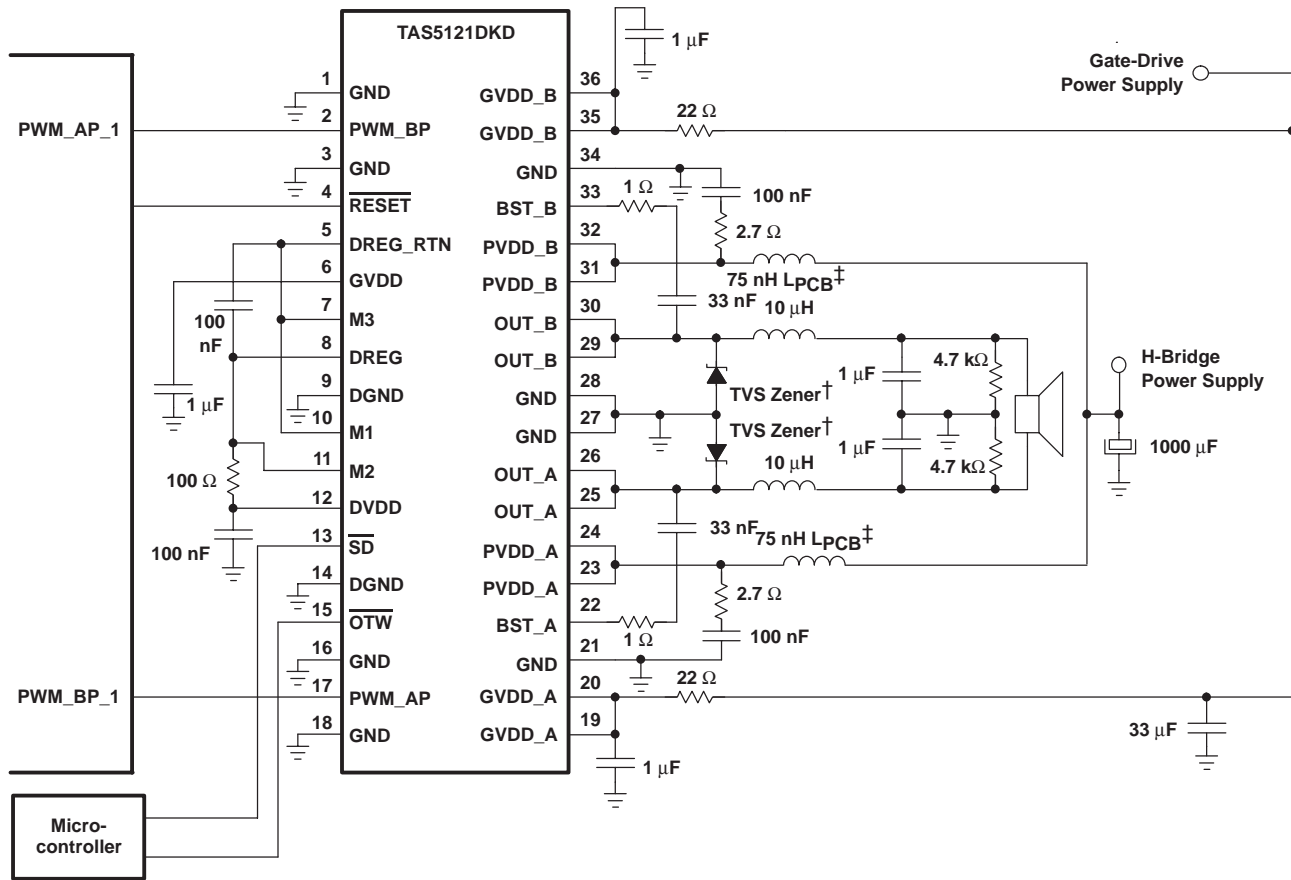 TAS5121DKD
1 μF
Gate-Drive
Power Supply
1
GND
36
GVDD_B
PWM_AP_1
2
PWM_BP
35
GVDD_B
22 Ω
3
GND
34
GND
4
RESET
33
BST_B
1 Ω
100 nF
2.7 Ω
5
DREG_RTN
32
PVDD_B
6
GVDD
31
PVDD_B
75 nH LPCB‡
100
nF
7
M3
30
OUT_B
33 nF
10 μH
8
DREG
29
OUT_B
4.7 kΩ
H-Bridge
Power Supply
9
DGND
28
GND
TVS Zener†
1 μF
1 μF
10
M1
27
GND
TVS Zener†
1 μF
1000 μF
11
M2
26
OUT_A
10 μH
4.7 kΩ
100 Ω
12
DVDD
25
OUT_A
100 nF
13
SD
24
PVDD_A
33 nF
75 nH LPCB‡
14
DGND
23
PVDD_A
2.7 Ω
15
OTW
22
BST_A
1 Ω
100 nF
16
GND
21
GND
PWM_BP_1
17
PWM_AP
20
GVDD_A
22 Ω
18
GND
19
GVDD_A
33 μF
1 μF
Micro-
controller